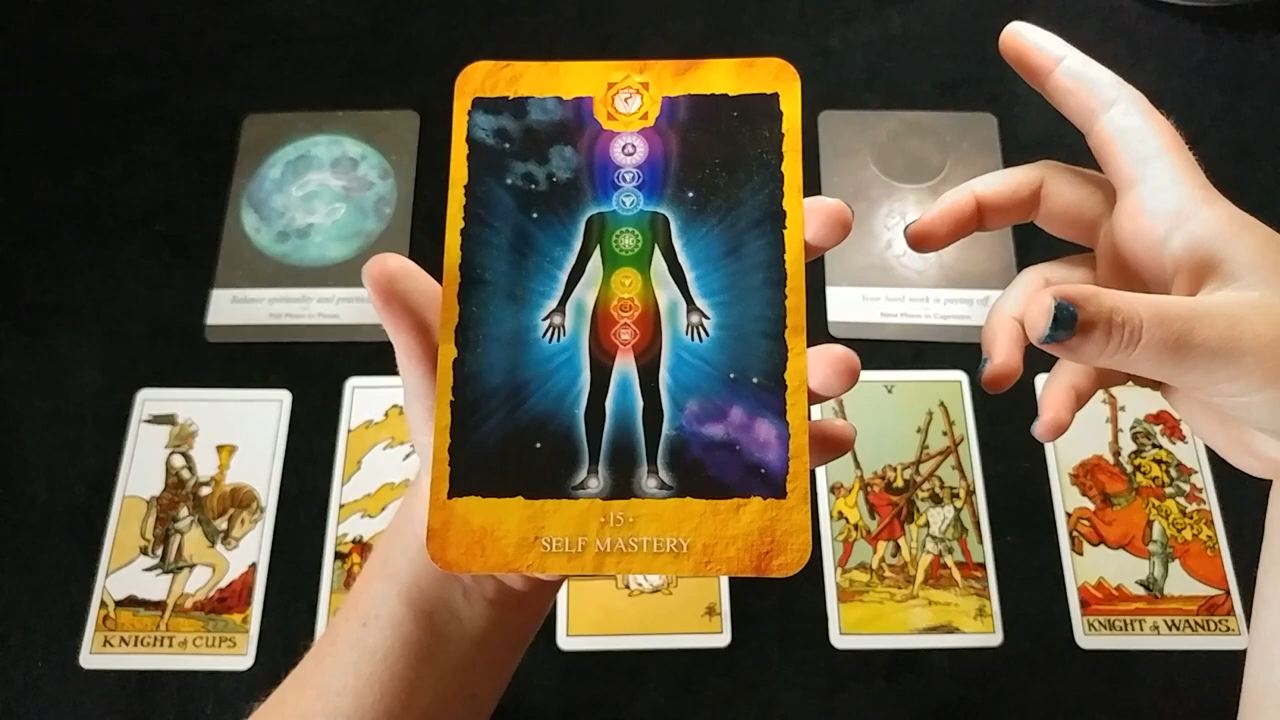 ·15·
SELF MASTERY
Balance spirituality and
Full Moon in Pisces
Your hard work is paying off
New Moon in Capricorn
KNIGHT of CUPS
V
KNIGHT of WANDS.